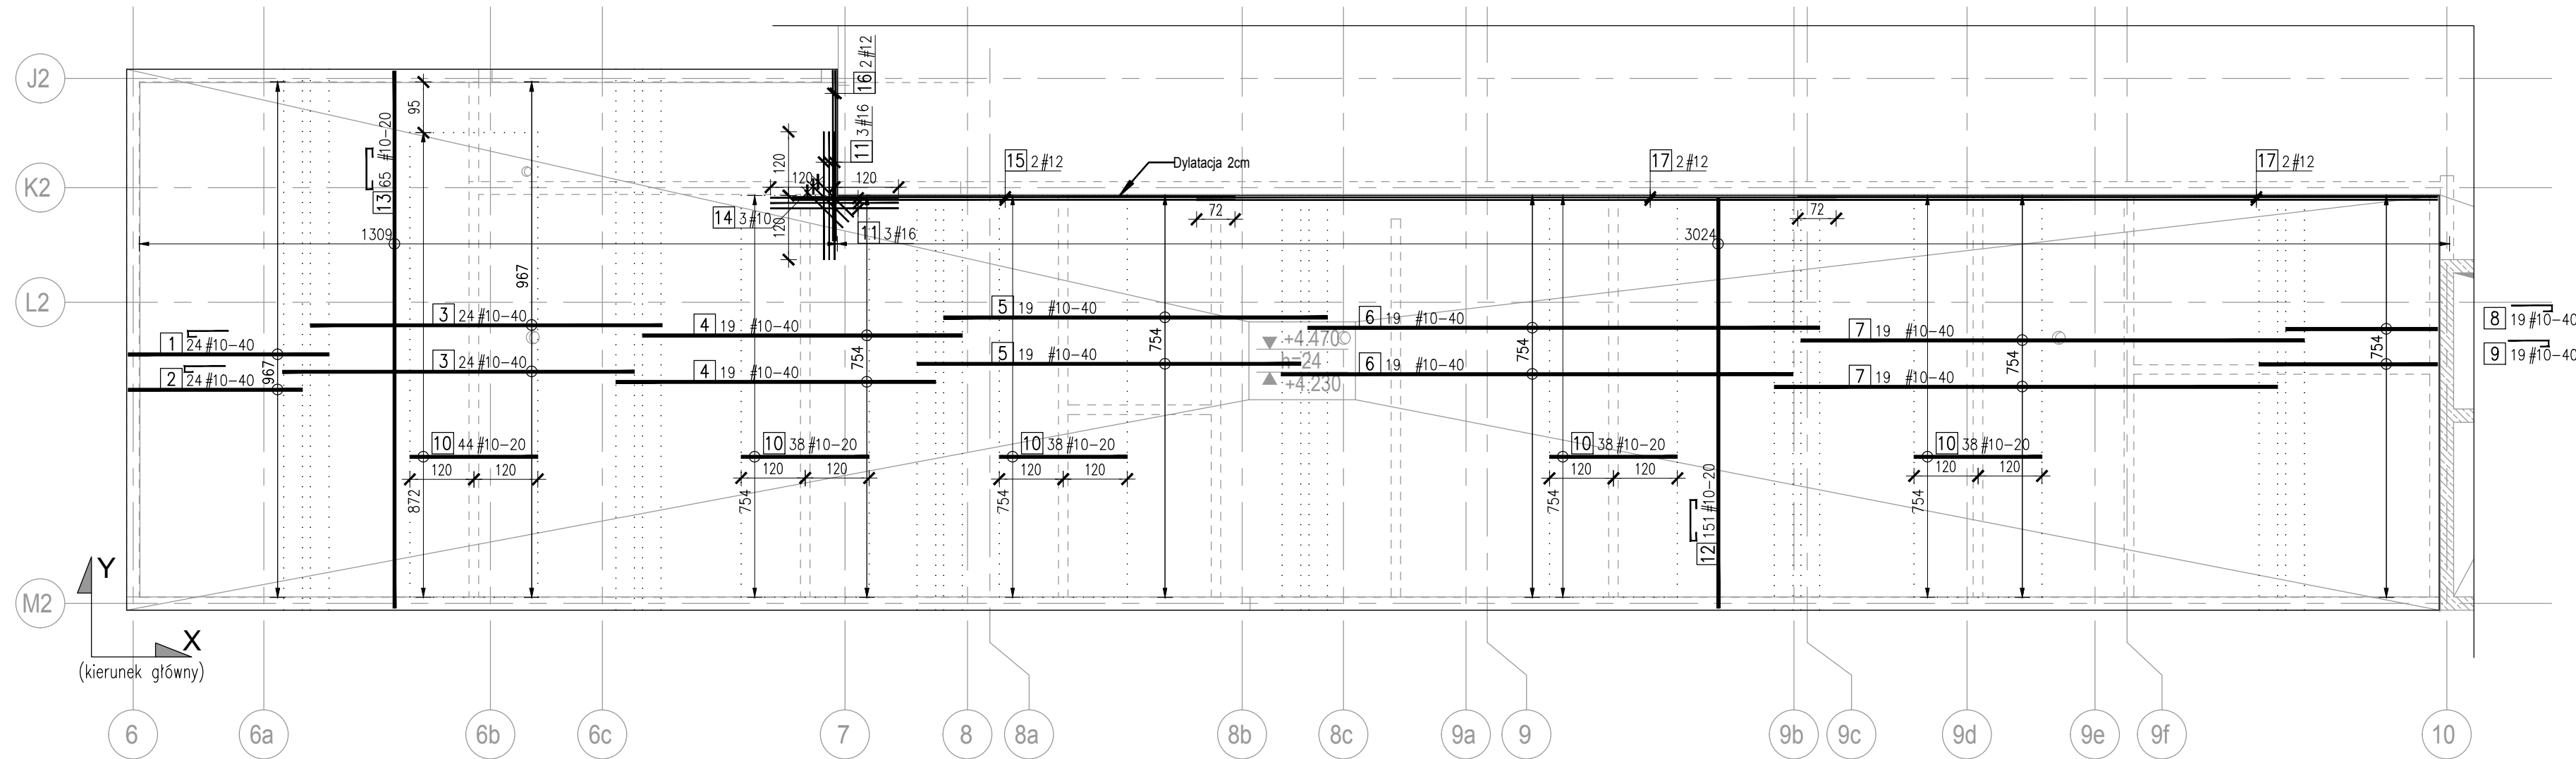 J2
K2
L2
M2
16 2#12
11 3#16
13 65 #10-20
95
120
120
120
120
15 2#12
Dylatacja 2cm
17 2#12
17 2#12
14 3#10
11 3#16
72
72
1309
3024
967
967
3 24 #10-40
4 19 #10-40
5 19 #10-40
6 19 #10-40
7 19 #10-40
8 19 #10-40
1 24 #10-40
3 24 #10-40
4 19 #10-40
5 19 #10-40
6 19 #10-40
7 19 #10-40
9 19 #10-40
2 24 #10-40
754
754
754
754
754
+4.470
h=24
+4.230
10 44 #10-20
10 38 #10-20
10 38 #10-20
10 38 #10-20
10 38 #10-20
120 120
120 120
120 120
120 120
120 120
872
754
754
754
754
12 151 #10-20
Y
X
(kierunek główny)
6
6a
6b
6c
7
8
8a
8b
8c
9a
9
9b
9c
9d
9e
9f
10